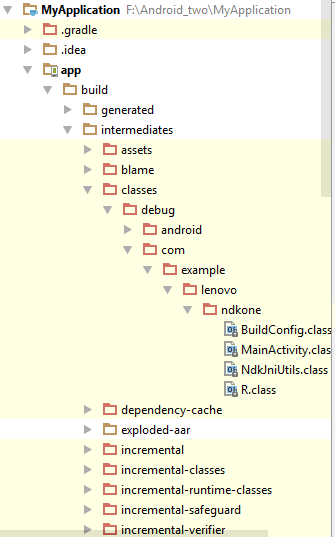 MyApplication F:\Android_two\MyApplication
.gradle
.idea
app
build
generated
intermediates
assets
blame
classes
debug
android
com
example
lenovo
ndkone
BuildConfig.class
MainActivity.clas
NdkJniUtils.class
R.class
dependency-cache
exploded-aar
incremental
incremental-classes
incremental-runtime-classes
incremental-safeguard
incremental-verifier